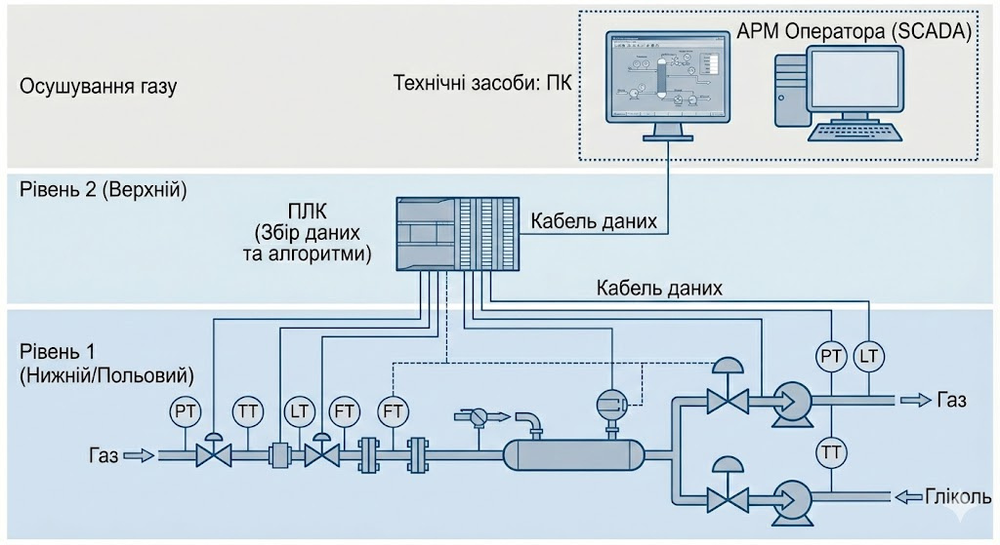 АРМ Оператора (SCADA)
Осушування газу
Технічні засоби: ПК
Рівень 2 (Верхній)
ПЛК
(Збір даних
та алгоритми)
Кабель даних
Кабель даних
Рівень 1
(Нижній/Польовий)
PT
LT
PT
TT
LT
FT
FT
Газ
Газ
TT
Гліколь